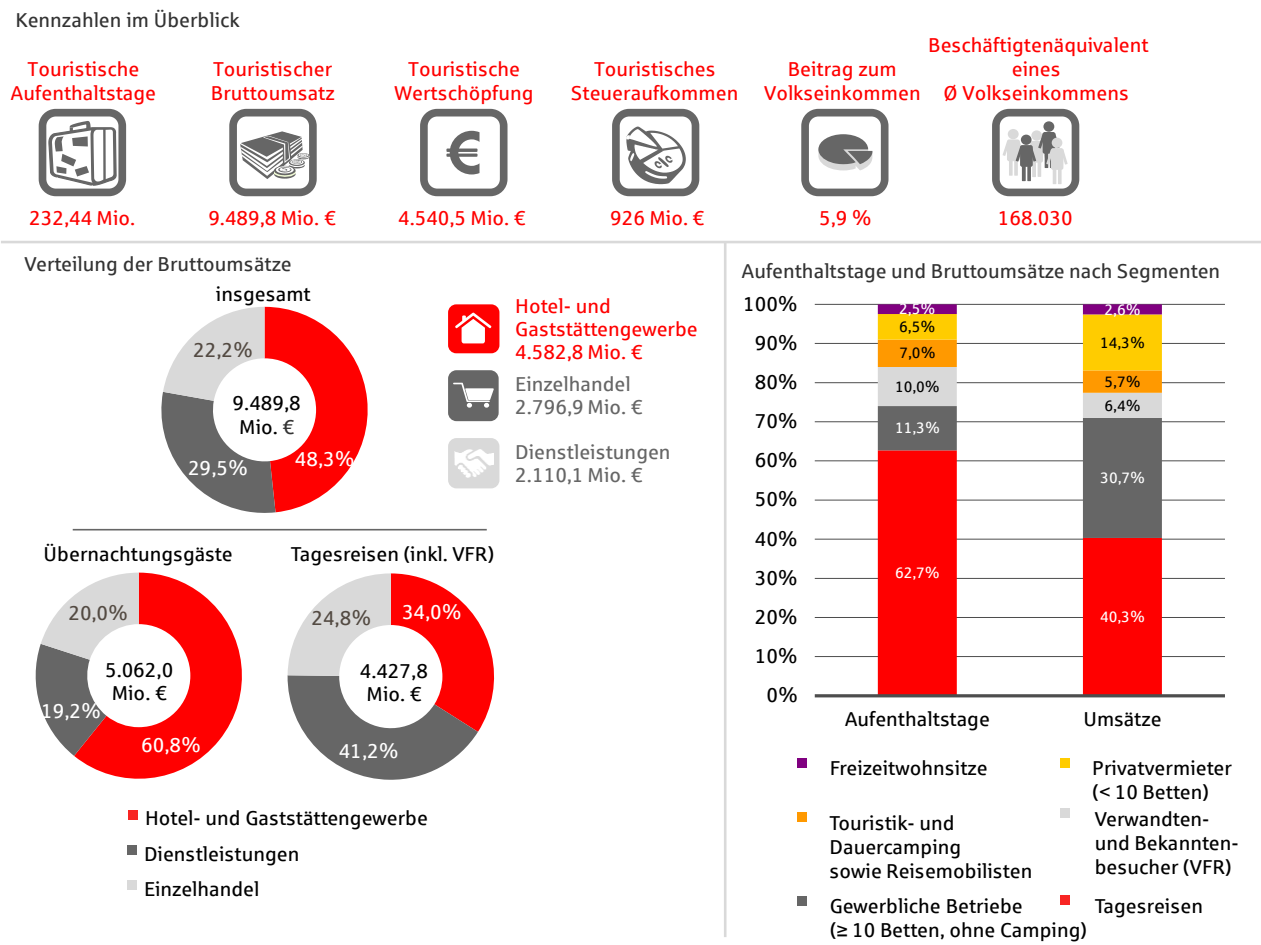 Kennzahlen im Überblick
Touristische
Aufenthaltstage
232,44 Mio.
Touristischer
Bruttoumsatz
9.489,8 Mio. €
Touristische
Wertschöpfung
€
4.540,5 Mio. €
Touristisches
Steueraufkommen
926 Mio. €
Beitrag zum
Volkseinkommen
5,9 %
Beschäftigtenäquivalent
eines
Ø Volkseinkommens
168.030
Verteilung der Bruttoumsätze
insgesamt
22,2%
9.489,8
Mio. €
29,5%
48,3%
Hotel- und
Gaststättengewerbe
4.582,8 Mio. €
Einzelhandel
2.796,9 Mio. €
Dienstleistungen
2.110,1 Mio. €
Übernachtungsgäste
20,0%
5.062,0
Mio. €
19,2%
60,8%
Tagesreisen (inkl. VFR)
34,0%
24,8%
4.427,8
Mio. €
41,2%
Hotel- und Gaststättengewerbe
Dienstleistungen
Einzelhandel
Aufenthaltstage und Bruttoumsätze nach Segmenten
100%
90%
80%
70%
60%
50%
40%
30%
20%
10%
0%
2,5%
6,5%
7,0%
10,0%
11,3%
62,7%
2,6%
14,3%
5,7%
6,4%
30,7%
40,3%
Aufenthaltstage
Umsätze
Freizeitwohnsitze
Privatvermieter
(< 10 Betten)
Touristik- und
Dauercamping
sowie Reisemobilisten
Verwandten-
und Bekannten-
besucher (VFR)
Gewerbliche Betriebe
(≥ 10 Betten, ohne Camping)
Tagesreisen